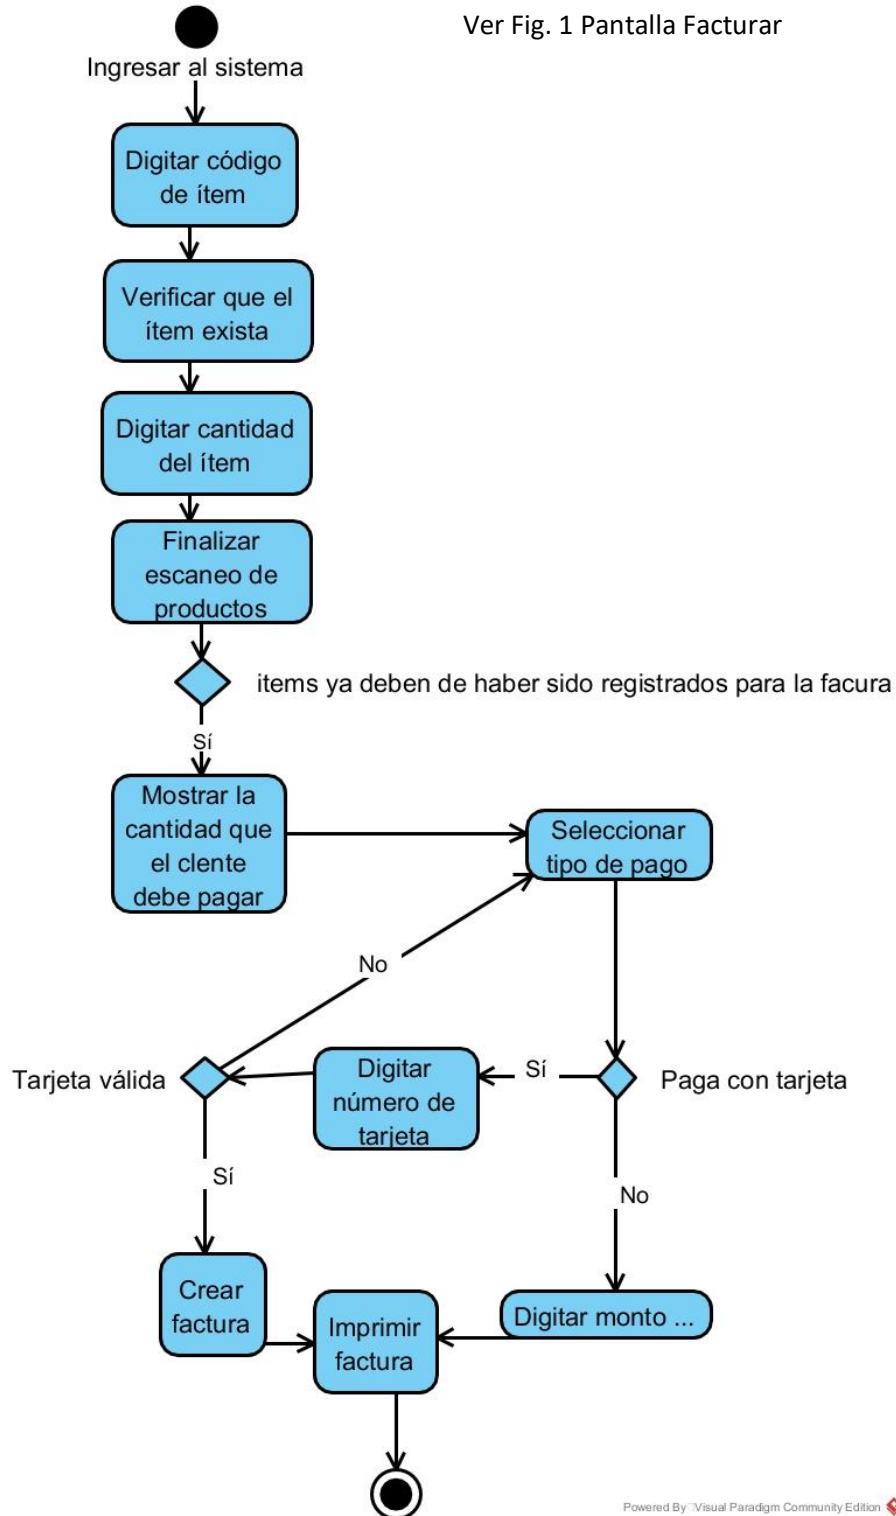 Ver Fig. 1 Pantalla Facturar
Ingresar al sistema
Digitar código
de ítem
Verificar que el
ítem exista
Digitar cantidad
del ítem
Finalizar
escaneo de
productos
items ya deben de haber sido registrados para la facura
Sí
Mostrar la
cantidad que
el clente
debe pagar
Seleccionar
tipo de pago
No
Tarjeta válida
Digitar
número de
tarjeta
Sí
Paga con tarjeta
Sí
No
Crear
factura
Imprimir
factura
Digitar monto ...
Powered By Visual Paradigm Community Edition